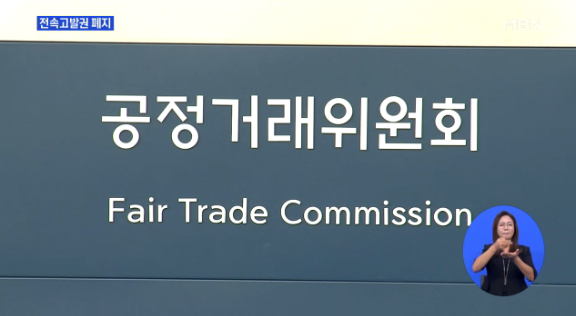 전속고발권 폐지
공정거래위원회
Fair Trade Commission